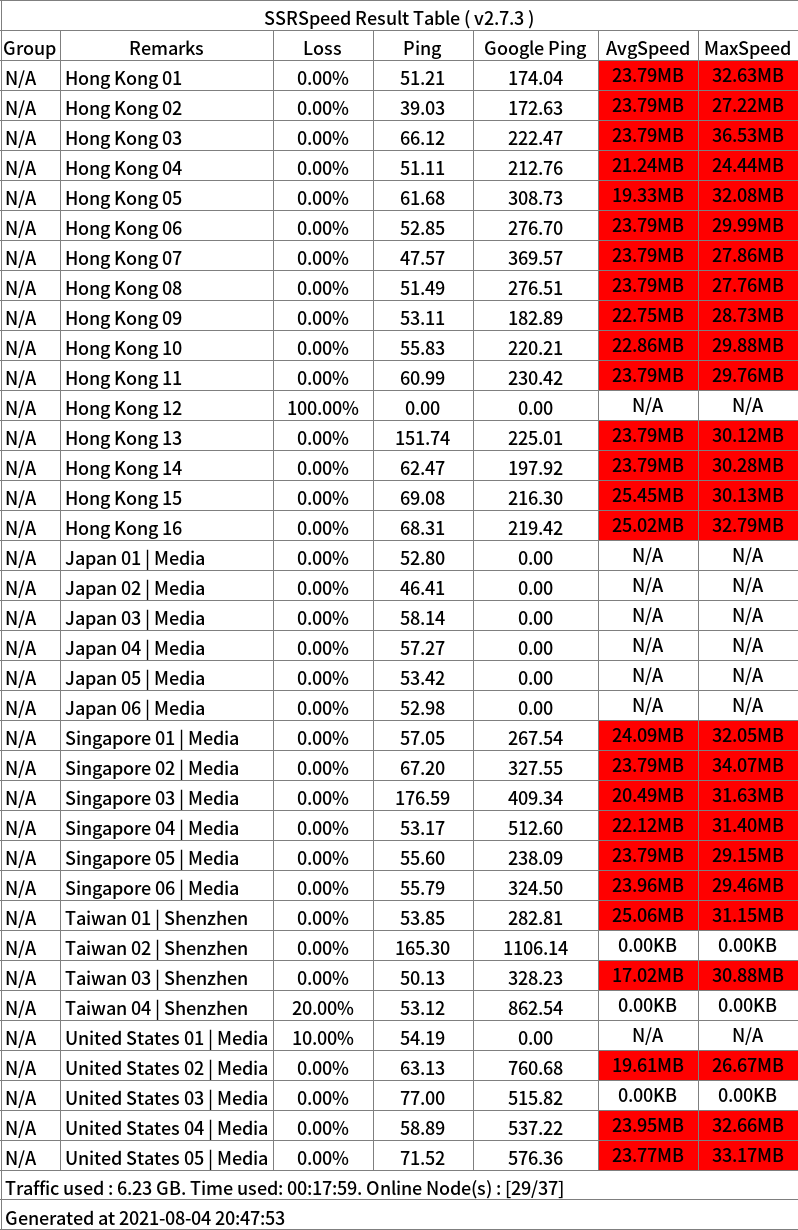 SSRSpeed Result Table ( v2.7.3 )
Group Remarks Loss Ping Google Ping AvgSpeed MaxSpeed
N/A Hong Kong 01 0.00% 51.21 174.04 23.79MB 32.63MB
N/A Hong Kong 02 0.00% 39.03 172.63 23.79MB 27.22MB
N/A Hong Kong 03 0.00% 66.12 222.47 23.79MB 36.53MB
N/A Hong Kong 04 0.00% 51.11 212.76 21.24MB 24.44MB
N/A Hong Kong 05 0.00% 61.68 308.73 19.33MB 32.08MB
N/A Hong Kong 06 0.00% 52.85 276.70 23.79MB 29.99MB
N/A Hong Kong 07 0.00% 47.57 369.57 23.79MB 27.86MB
N/A Hong Kong 08 0.00% 51.49 276.51 23.79MB 27.76MB
N/A Hong Kong 09 0.00% 53.11 182.89 22.75MB 28.73MB
N/A Hong Kong 10 0.00% 55.83 220.21 22.86MB 29.88MB
N/A Hong Kong 11 0.00% 60.99 230.42 23.79MB 29.76MB
N/A Hong Kong 12 100.00% 0.00 0.00 N/A N/A
N/A Hong Kong 13 0.00% 151.74 225.01 23.79MB 30.12MB
N/A Hong Kong 14 0.00% 62.47 197.92 23.79MB 30.28MB
N/A Hong Kong 15 0.00% 69.08 216.30 25.45MB 30.13MB
N/A Hong Kong 16 0.00% 68.31 219.42 25.02MB 32.79MB
N/A Japan 01 | Media 0.00% 52.80 0.00 N/A N/A
N/A Japan 02 | Media 0.00% 46.41 0.00 N/A N/A
N/A Japan 03 | Media 0.00% 58.14 0.00 N/A N/A
N/A Japan 04 | Media 0.00% 57.27 0.00 N/A N/A
N/A Japan 05 | Media 0.00% 53.42 0.00 N/A N/A
N/A Japan 06 | Media 0.00% 52.98 0.00 N/A N/A
N/A Singapore 01 | Media 0.00% 57.05 267.54 24.09MB 32.05MB
N/A Singapore 02 | Media 0.00% 67.20 327.55 23.79MB 34.07MB
N/A Singapore 03 | Media 0.00% 176.59 409.34 20.49MB 31.63MB
N/A Singapore 04 | Media 0.00% 53.17 512.60 22.12MB 31.40MB
N/A Singapore 05 | Media 0.00% 55.60 238.09 23.79MB 29.15MB
N/A Singapore 06 | Media 0.00% 55.79 324.50 23.96MB 29.46MB
N/A Taiwan 01 | Shenzhen 0.00% 53.85 282.81 25.06MB 31.15MB
N/A Taiwan 02 | Shenzhen 0.00% 165.30 1106.14 0.00KB 0.00KB
N/A Taiwan 03 | Shenzhen 0.00% 50.13 328.23 17.02MB 30.88MB
N/A Taiwan 04 | Shenzhen 20.00% 53.12 862.54 0.00KB 0.00KB
N/A United States 01 | Media 10.00% 54.19 0.00 N/A N/A
N/A United States 02 | Media 0.00% 63.13 760.68 19.61MB 26.67MB
N/A United States 03 | Media 0.00% 77.00 515.82 0.00KB 0.00KB
N/A United States 04 | Media 0.00% 58.89 537.22 23.95MB 32.66MB
N/A United States 05 | Media 0.00% 71.52 576.36 23.77MB 33.17MB
Traffic used : 6.23 GB. Time used: 00:17:59. Online Node(s) : [29/37]
Generated at 2021-08-04 20:47:53